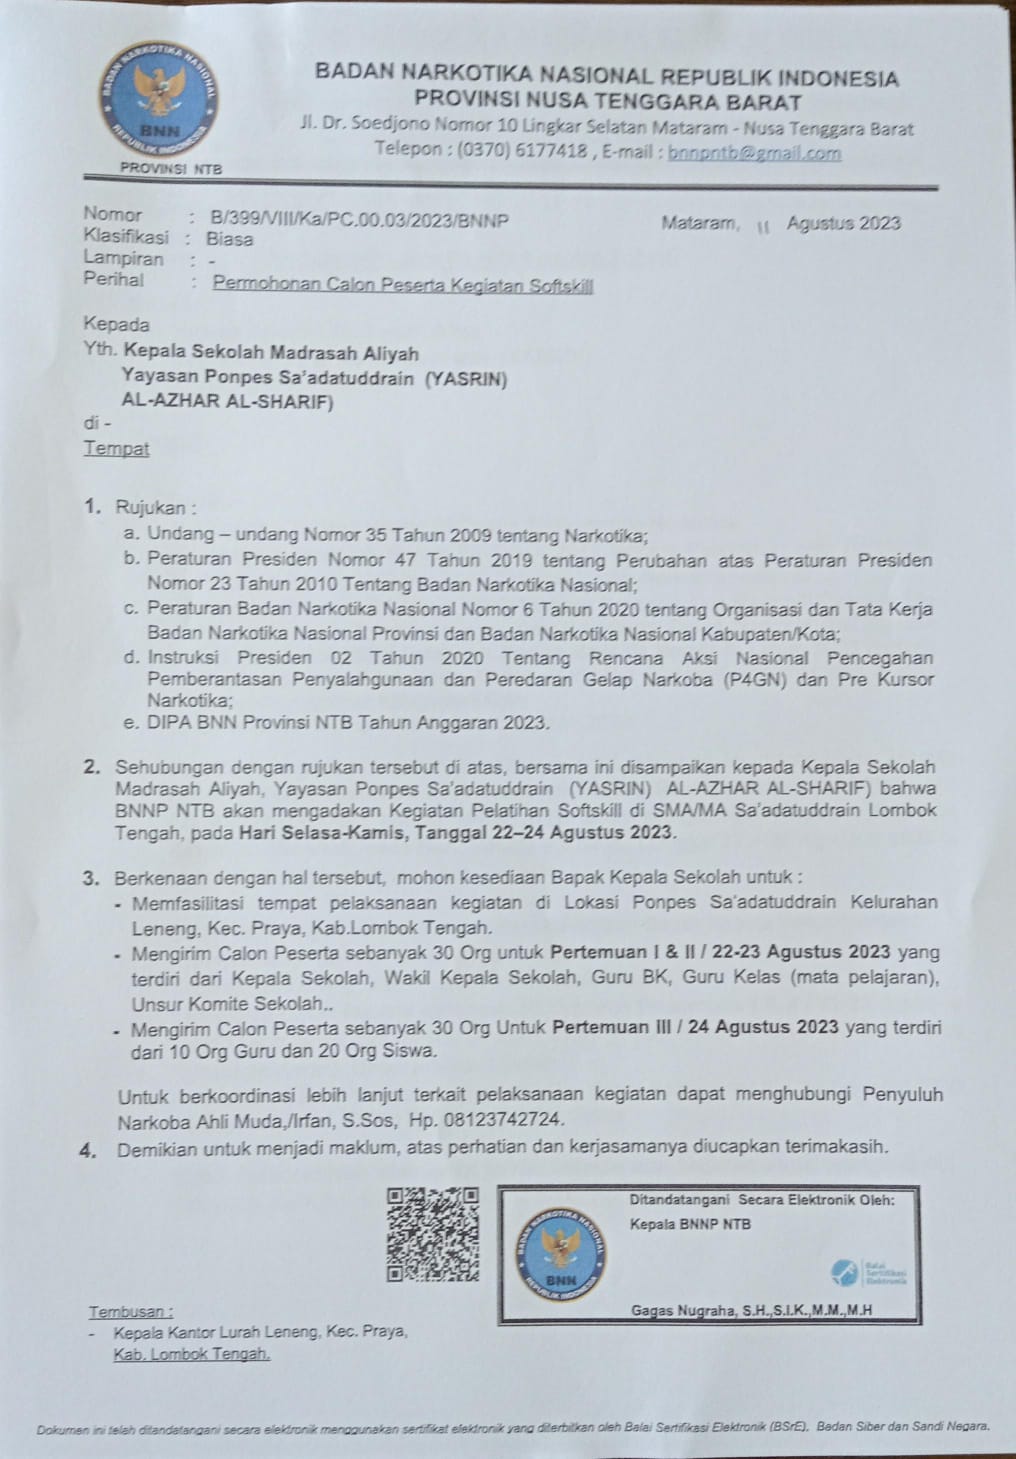 BADAN NARKOTIKA NASIONAL
BNN
REPUBLIK INDONESIA
PROVINSI NTB
BADAN NARKOTIKA NASIONAL REPUBLIK INDONESIA
PROVINSI NUSA TENGGARA BARAT
Jl. Dr. Soedjono Nomor 10 Lingkar Selatan Mataram - Nusa Tenggara Barat
Telepon : (0370) 6177418 , E-mail : bnnpntb@gmail.com
Nomor : B/399/VIII/Ka/PC.00.03/2023/BNNP
Mataram, 11 Agustus 2023
Klasifikasi : Biasa
Lampiran : -
Perihal : Permohonan Calon Peserta Kegiatan Softskill
Kepada
Yth. Kepala Sekolah Madrasah Aliyah
Yayasan Ponpes Sa'adatuddrain (YASRIN)
AL-AZHAR AL-SHARIF)
di -
Tempat
1. Rujukan :
a. Undang – undang Nomor 35 Tahun 2009 tentang Narkotika;
b. Peraturan Presiden Nomor 47 Tahun 2019 tentang Perubahan atas Peraturan Presiden
Nomor 23 Tahun 2010 Tentang Badan Narkotika Nasional;
c. Peraturan Badan Narkotika Nasional Nomor 6 Tahun 2020 tentang Organisasi dan Tata Kerja
Badan Narkotika Nasional Provinsi dan Badan Narkotika Nasional Kabupaten/Kota;
d. Instruksi Presiden 02 Tahun 2020 Tentang Rencana Aksi Nasional Pencegahan
Pemberantasan Penyalahgunaan dan Peredaran Gelap Narkoba (P4GN) dan Pre Kursor
Narkotika;
e. DIPA BNN Provinsi NTB Tahun Anggaran 2023.
2. Sehubungan dengan rujukan tersebut di atas, bersama ini disampaikan kepada Kepala Sekolah
Madrasah Aliyah, Yayasan Ponpes Sa'adatuddrain (YASRIN) AL-AZHAR AL-SHARIF) bahwa
BNNP NTB akan mengadakan Kegiatan Pelatihan Softskill di SMA/MA Sa'adatuddrain Lombok
Tengah, pada Hari Selasa-Kamis, Tanggal 22–24 Agustus 2023.
3. Berkenaan dengan hal tersebut, mohon kesediaan Bapak Kepala Sekolah untuk :
- Memfasilitasi tempat pelaksanaan kegiatan di Lokasi Ponpes Sa'adatuddrain Kelurahan
Leneng, Kec. Praya, Kab.Lombok Tengah.
- Mengirim Calon Peserta sebanyak 30 Org untuk Pertemuan I & II / 22-23 Agustus 2023 yang
terdiri dari Kepala Sekolah, Wakil Kepala Sekolah, Guru BK, Guru Kelas (mata pelajaran),
Unsur Komite Sekolah,.
- Mengirim Calon Peserta sebanyak 30 Org Untuk Pertemuan III / 24 Agustus 2023 yang terdiri
dari 10 Org Guru dan 20 Org Siswa.
Untuk berkoordinasi lebih lanjut terkait pelaksanaan kegiatan dapat menghubungi Penyuluh
Narkoba Ahli Muda,/Irfan, S.Sos, Hp. 08123742724.
4. Demikian untuk menjadi maklum, atas perhatian dan kerjasamanya diucapkan terimakasih.
Ditandatangani Secara Elektronik Oleh:
Kepala BNNP NTB
BADAN NARKOTIKA NASIONAL
BNN
REPUBLIK INDONESIA
Balai
Sertifikasi
Elektronik
Gagas Nugraha, S.H.,S.I.K.,M.M.,M.H
Tembusan :
- Kepala Kantor Lurah Leneng, Kec. Praya,
Kab. Lombok Tengah.
Dokumen ini telah ditandatangani secara elektronik menggunakan sertifikat elektronik yang diterbitkan oleh Balai Sertifikasi Elektronik (BSrE), Badan Siber dan Sandi Negara.